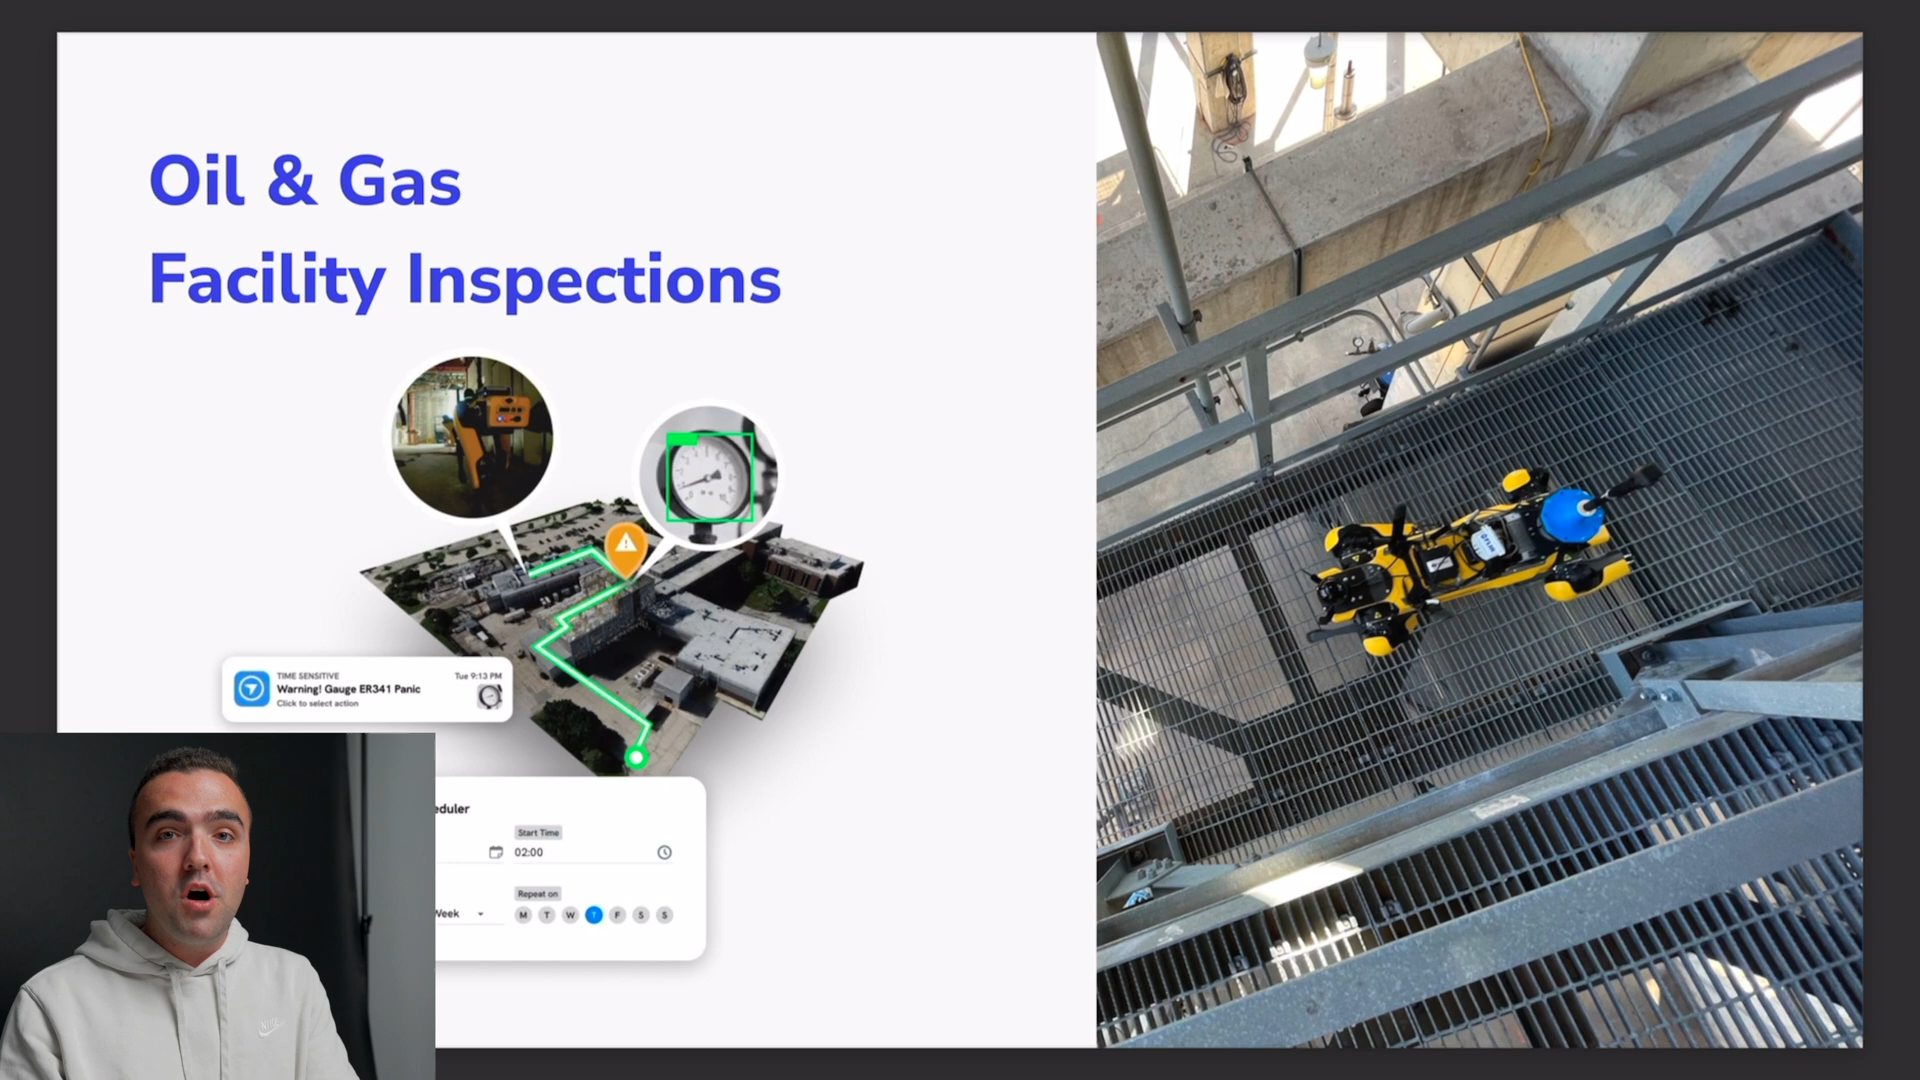 Oil & Gas
Facility Inspections
TIME SENSITIVE
Tue 9:13 PM
Warning! Gauge ER341 Panic
Click to select action
eduler
Start Time
02:00
Repeat on
Week
M T W T F S S